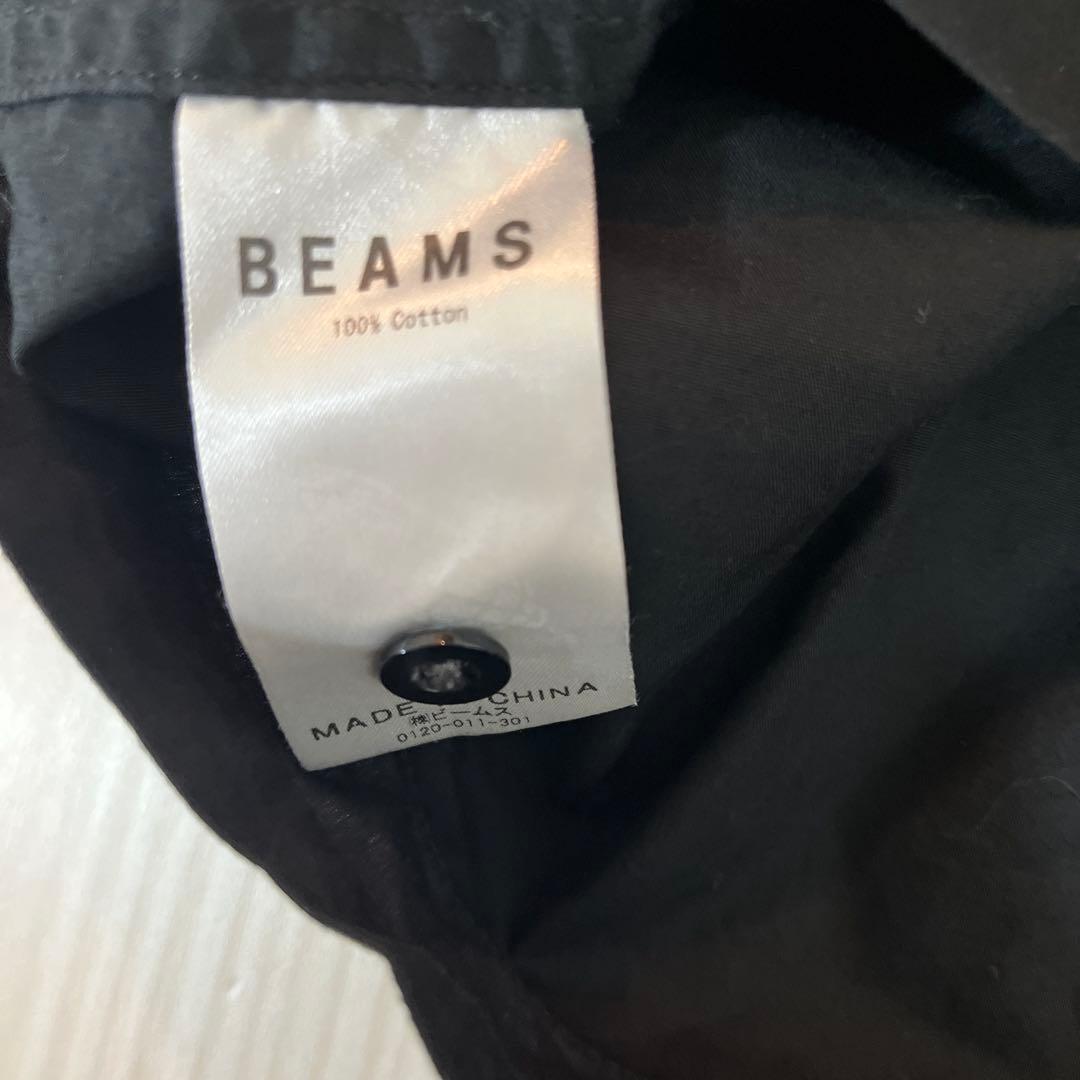 BEAMS
100% Cotton
MADE CHINA
㈱ビームス
0120-011-301